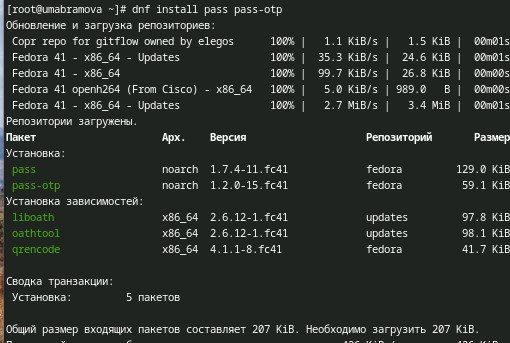 [root@umabramova ~]# dnf install pass pass-otp
Обновление и загрузка репозиториев:
Copr repo for gitflow owned by elegos 100% | 1.1 KiB/s | 1.5 KiB | 00m01s
Fedora 41 - x86_64 - Updates 100% | 35.3 KiB/s | 24.6 KiB | 00m01s
Fedora 41 - x86_64 100% | 99.7 KiB/s | 26.8 KiB | 00m00s
Fedora 41 openh264 (From Cisco) - x86_64 100% | 5.0 KiB/s | 989.0 B | 00m00s
Fedora 41 - x86_64 - Updates 100% | 2.7 MiB/s | 3.4 MiB | 00m01s
Репозитории загружены.
Пакет Арх. Версия Репозиторий Размер
Установка:
pass noarch 1.7.4-11.fc41 fedora 129.0 KiB
pass-otp noarch 1.2.0-15.fc41 fedora 59.1 KiB
Установка зависимостей:
liboath x86_64 2.6.12-1.fc41 updates 97.8 KiB
oathtool x86_64 2.6.12-1.fc41 updates 98.1 KiB
qrencode x86_64 4.1.1-8.fc41 fedora 41.7 KiB
Сводка транзакции:
Установка: 5 пакетов
Общий размер входящих пакетов составляет 207 KiB. Необходимо загрузить 207 KiB.